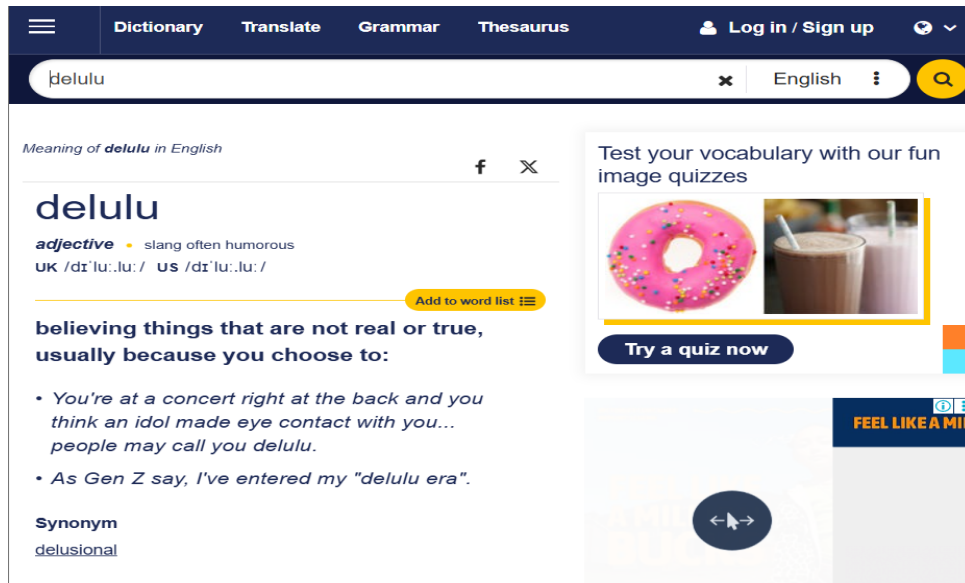 Dictionary Translate Grammar Thesaurus Log in / Sign up
delulu English
Meaning of delulu in English
delulu
adjective • slang often humorous
UK /dɪˈluː.luː/ US /dɪˈluː.luː/
Add to word list
believing things that are not real or true,
usually because you choose to:
• You're at a concert right at the back and you
think an idol made eye contact with you...
people may call you delulu.
• As Gen Z say, I've entered my "delulu era".
Synonym
delusional
Test your vocabulary with our fun
image quizzes
Try a quiz now
FEEL LIKE A